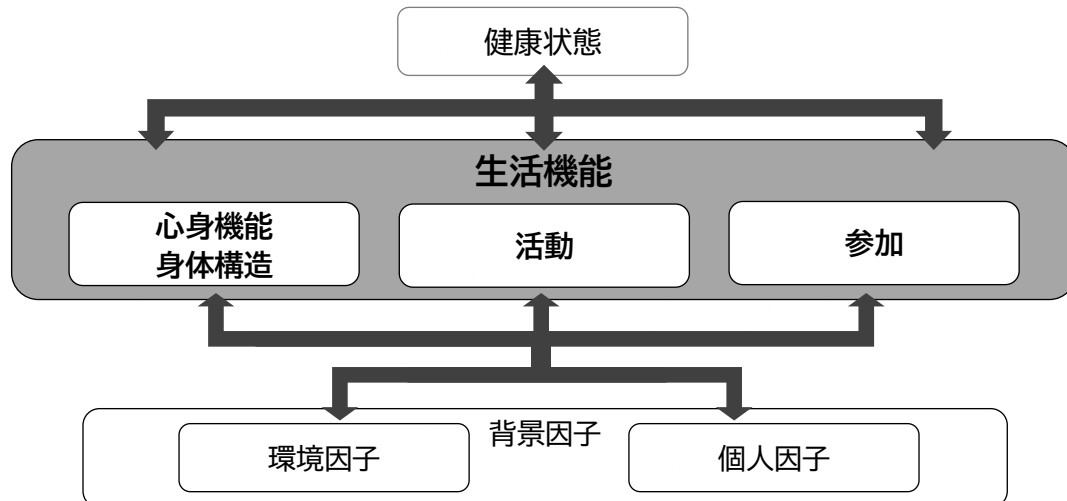 健康状態
生活機能
心身機能
身体構造
活動
参加
背景因子
環境因子
個人因子